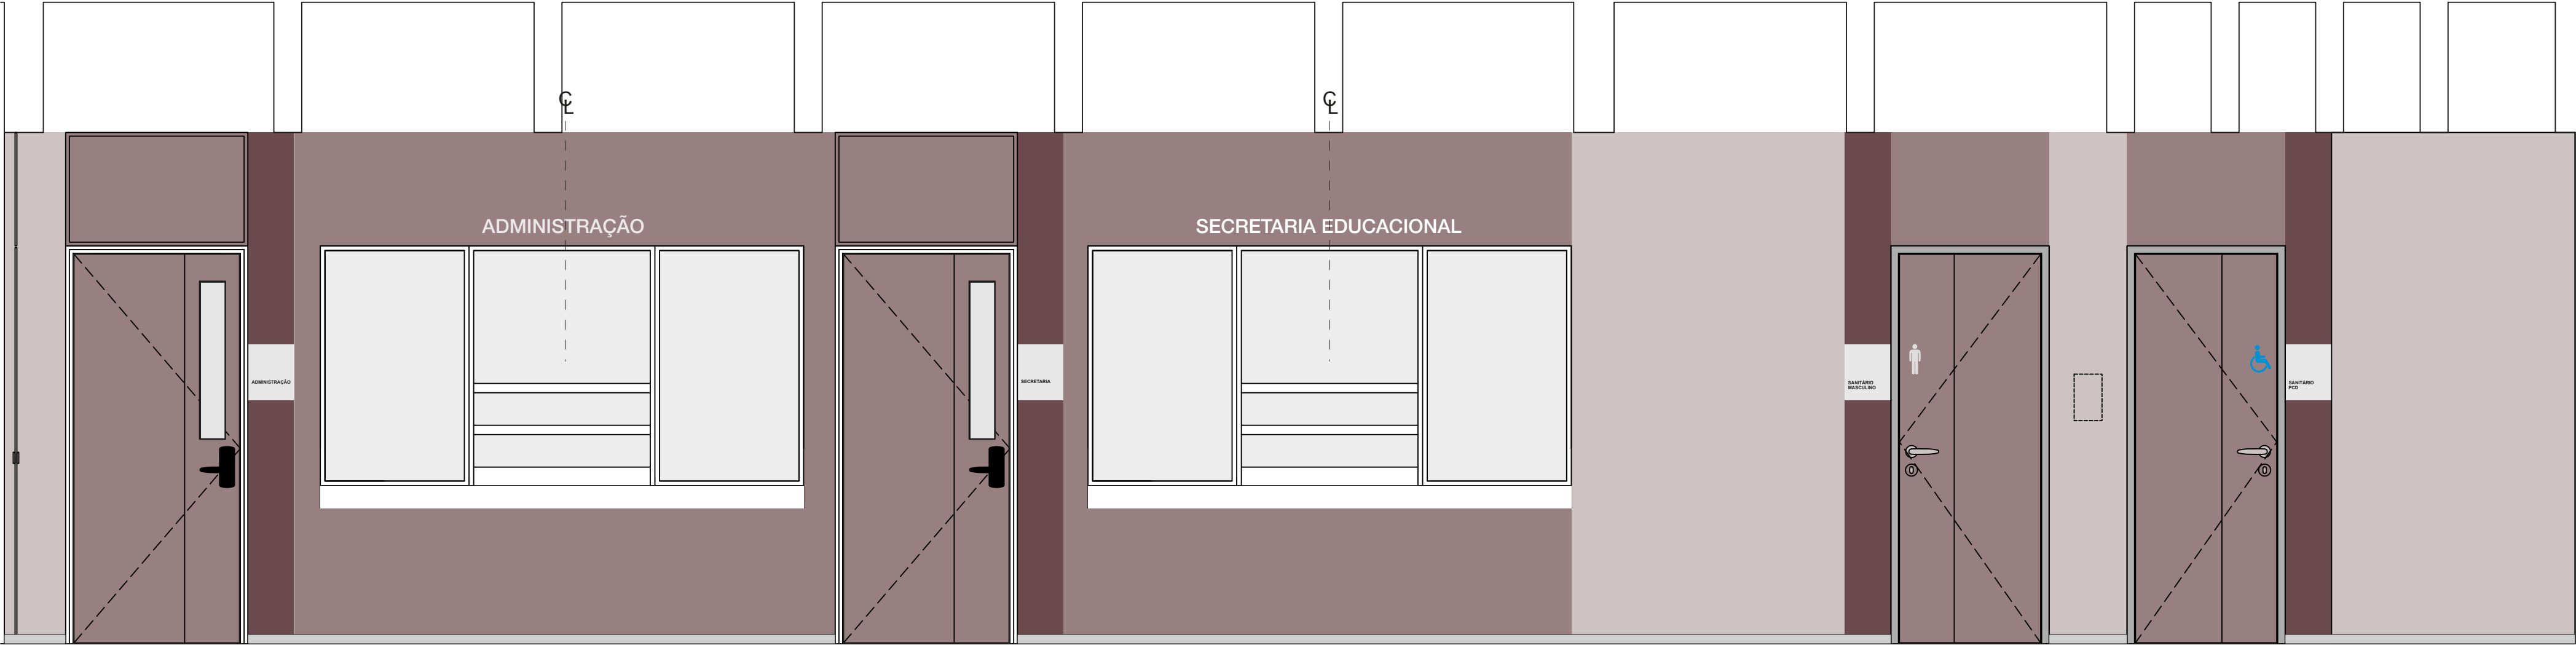 ADMINISTRAÇÃO
SECRETARIA EDUCACIONAL
ADMINISTRAÇÃO
SECRETARIA
SANITÁRIO
MASCULINO
SANITÁRIO
PCD